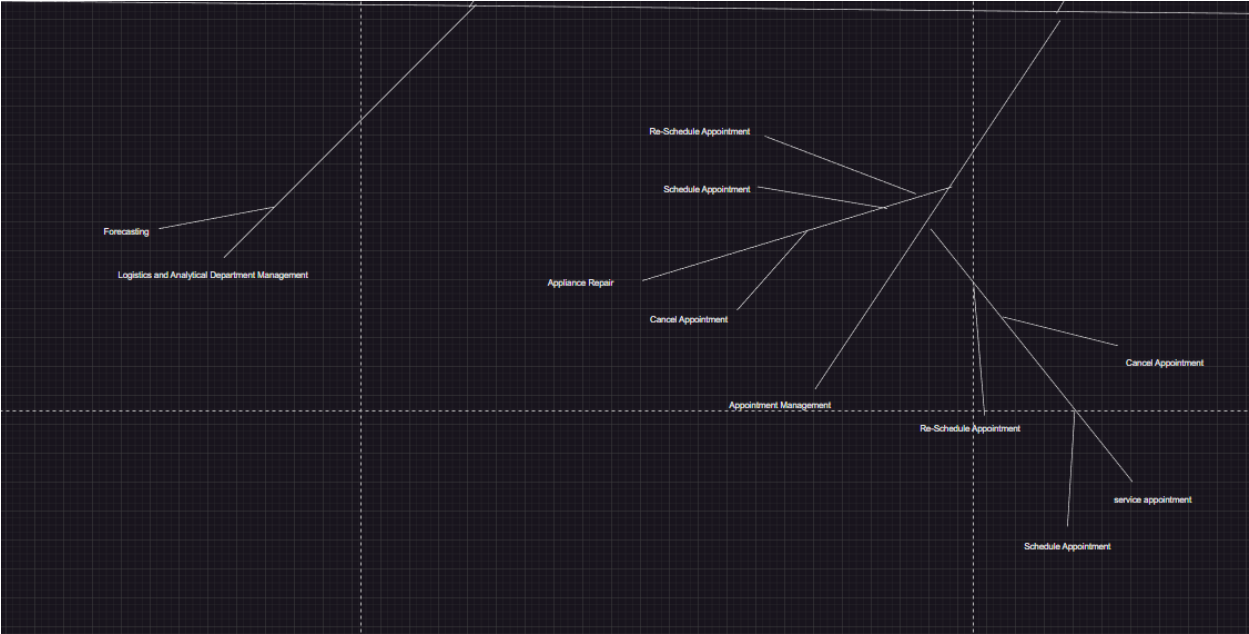 Re-Schedule Appointment
Schedule Appointment
Forecasting
Logistics and Analytical Department Management
Appliance Repair
Cancel Appointment
Cancel Appointment
Appointment Management
Re-Schedule Appointment
service appointment
Schedule Appointment